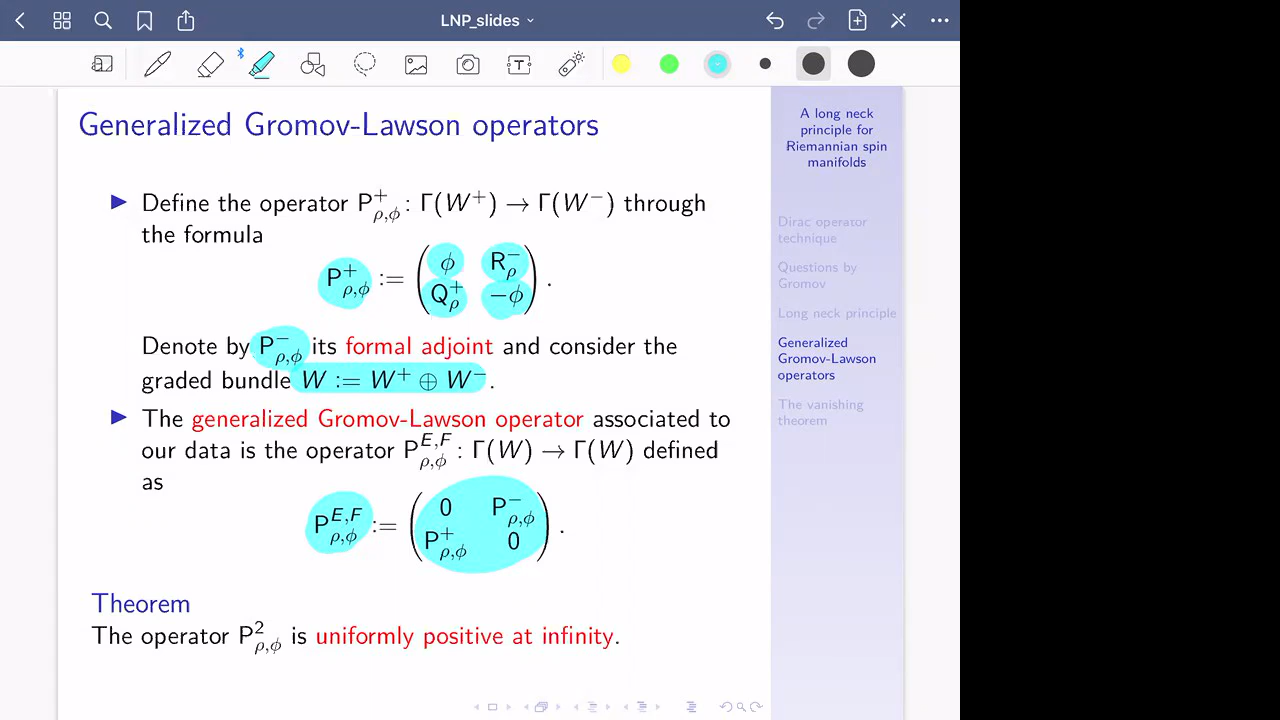 LNP_slides
T
Generalized Gromov-Lawson operators
▶ Define the operator P⁺ρ,ϕ : Γ(W⁺) → Γ(W⁻) through
the formula
P⁺ρ,ϕ := ( ϕ R⁻ρ
Q⁺ρ −ϕ ) .
Denote by P⁻ρ,ϕ its formal adjoint and consider the
graded bundle W := W⁺ ⊕ W⁻ .
▶ The generalized Gromov-Lawson operator associated to
our data is the operator P^{E,F}_{ρ,ϕ} : Γ(W) → Γ(W) defined
as
P^{E,F}_{ρ,ϕ} := ( 0 P⁻ρ,ϕ
P⁺ρ,ϕ 0 ) .
Theorem
The operator P²ρ,ϕ is uniformly positive at infinity.
A long neck
principle for
Riemannian spin
manifolds
Dirac operator
technique
Questions by
Gromov
Long neck principle
Generalized
Gromov-Lawson
operators
The vanishing
theorem